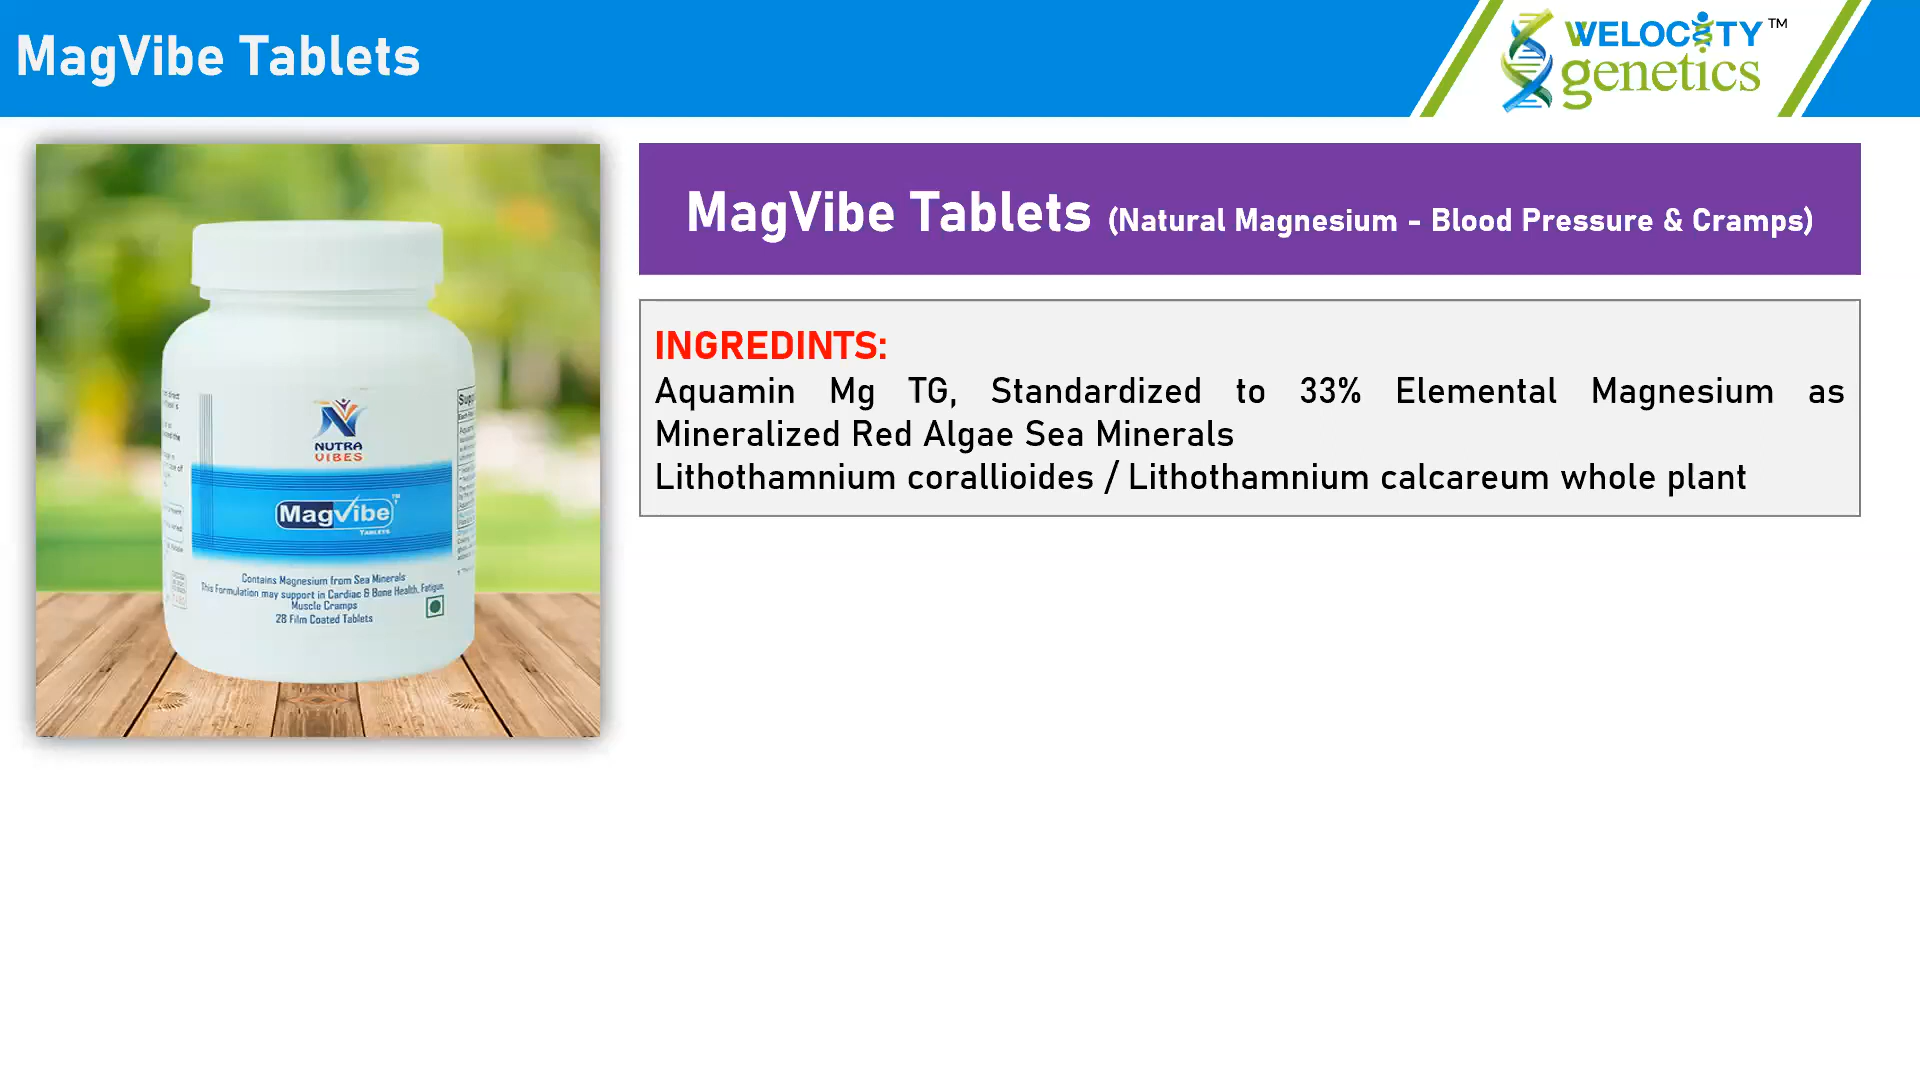 MagVibe Tablets
WELOCITY™
genetics
MagVibe Tablets (Natural Magnesium - Blood Pressure & Cramps)
INGREDINTS:
Aquamin Mg TG, Standardized to 33% Elemental Magnesium as
Mineralized Red Algae Sea Minerals
Lithothamnium corallioides / Lithothamnium calcareum whole plant
NUTRA
VIBES
MagVibe™
TABLETS
Contains Magnesium from Sea Minerals
This Formulation may support in Cardiac & Bone Health, Fatigue,
Muscle Cramps
28 Film Coated Tablets